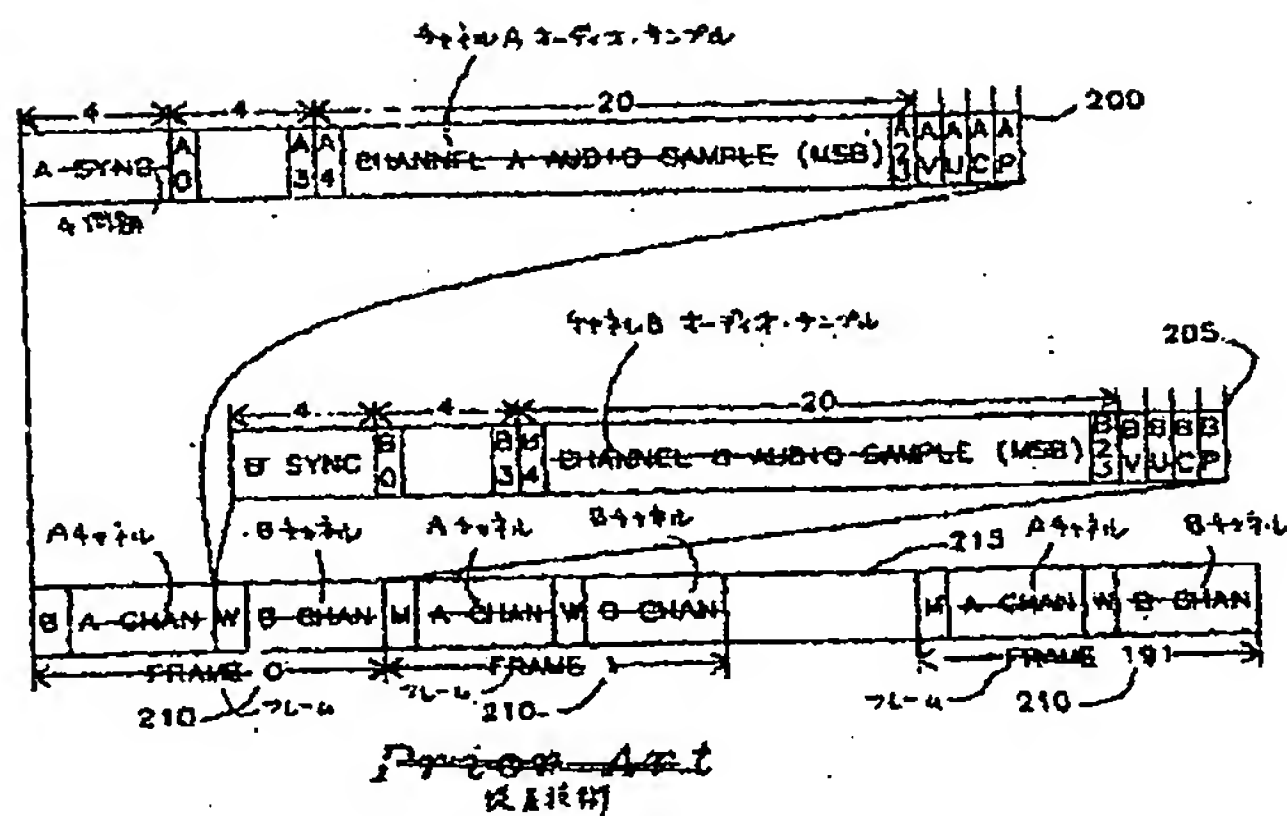 チャネルA オーディオ・サンプル
4 4 20 200
A SYNC A0 A3 A4 CHANNEL A AUDIO SAMPLE (MSB) A23 AV AU AC AP
同期
チャネルB オーディオ・サンプル
205
4 4 20
B SYNC B0 B3 B4 CHANNEL B AUDIO SAMPLE (MSB) B23 BV BU BC BP
Aチャネル Bチャネル Aチャネル Bチャネル 215 Aチャネル Bチャネル
B A CHAN W B CHAN M A CHAN W B CHAN M A CHAN W B CHAN
FRAME 0 FRAME 1 FRAME 191
210 フレーム フレーム 210 フレーム 210
Prior Art
従来技術